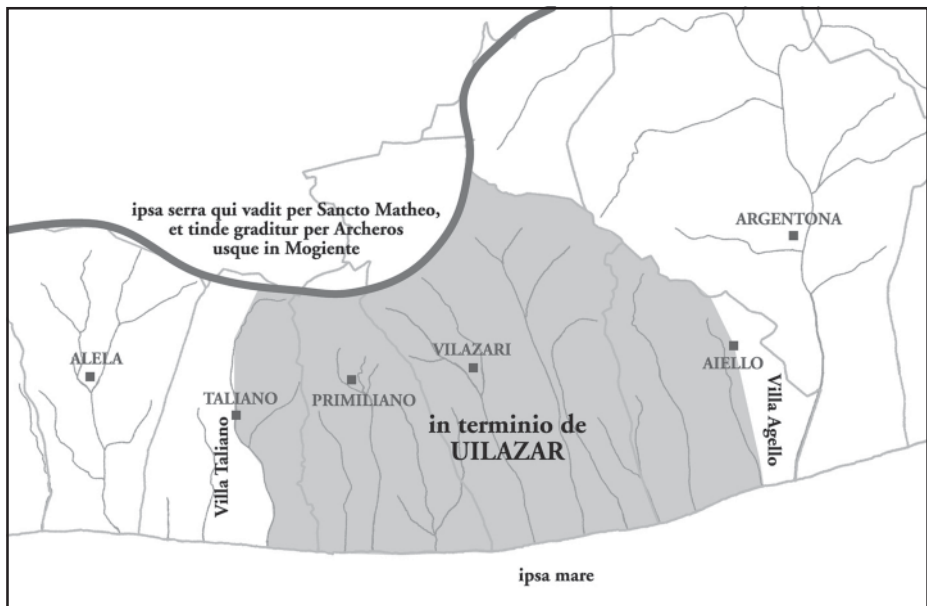 ipsa serra qui vadit per Sancto Matheo,
et tinde graditur per Archeros
usque in Mogiente
ARGENTONA
ALELA
VILAZARI
AIELLO
TALIANO
PRIMILIANO
Villa Taliano
in terminio de
UILAZAR
Villa Agello
ipsa mare